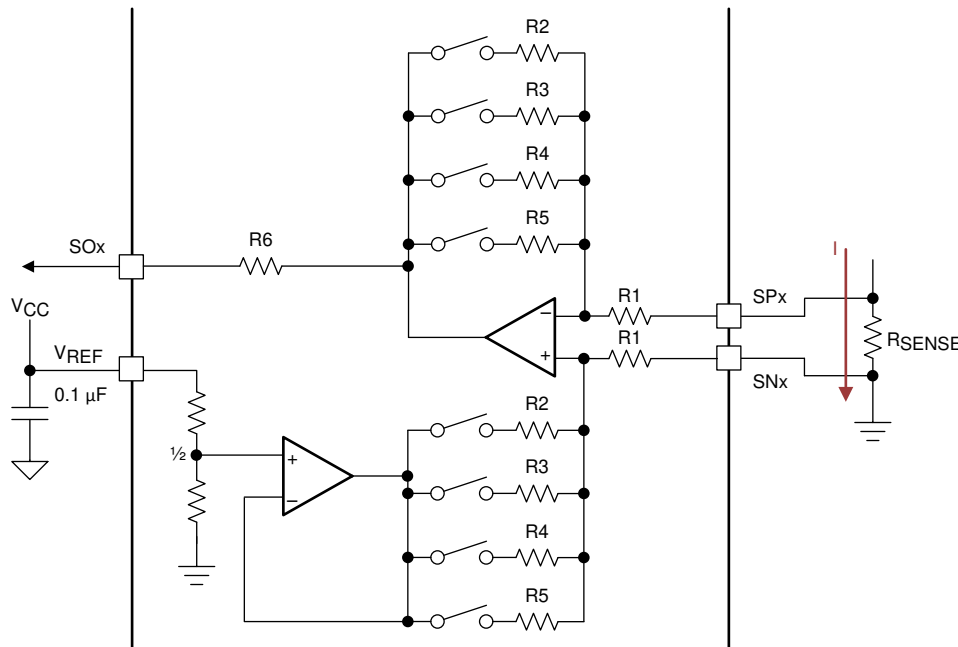 R2
R3
R4
R5
SOx
R6
I
VCC
R1
SPx
–
RSENSE
VREF
R1
+
SNx
0.1 µF
R2
½
+
R3
–
R4
R5